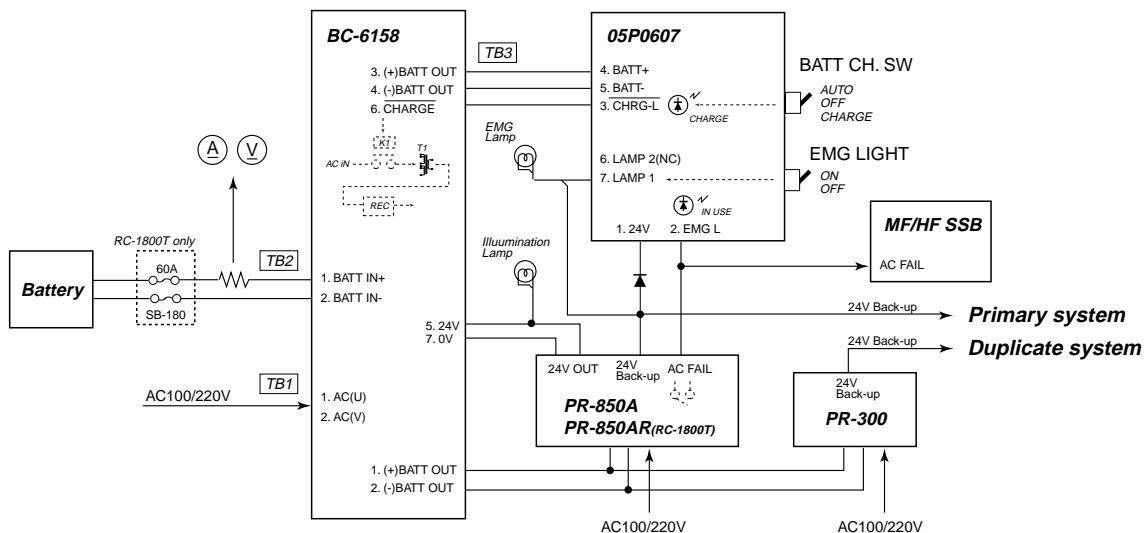 BC-6158
TB3
3. (+)BATT OUT
4. (-)BATT OUT
6. CHARGE
K1
AC IN
T1
REC
05P0607
4. BATT+
5. BATT-
3. CHRG-L
CHARGE
6. LAMP 2(NC)
7. LAMP 1
IN USE
1. 24V
2. EMG L
BATT CH. SW
AUTO
OFF
CHARGE
EMG LIGHT
ON
OFF
EMG
Lamp
A
V
RC-1800T only
60A
SB-180
Battery
TB2
1. BATT IN+
2. BATT IN-
Illuumination
Lamp
MF/HF SSB
AC FAIL
5. 24V
7. 0V
24V Back-up
Primary system
24V Back-up
Duplicate system
24V OUT
24V
Back-up
AC FAIL
PR-850A
PR-850AR(RC-1800T)
24V
Back-up
PR-300
TB1
AC100/220V
1. AC(U)
2. AC(V)
1. (+)BATT OUT
2. (-)BATT OUT
AC100/220V
AC100/220V